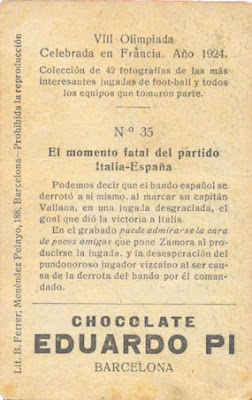 VIII Olimpiada
Celebrada en Francia. Año 1924.
Colección de 42 fotografías de las más
interesantes jugadas de foot-ball y todos
los equipos que tomaron parte.
Nº 35
El momento fatal del partido
Italia-España
Podemos decir que el bando español se
derrotó a sí mismo, al marcar su capitán
Vallana, en una jugada desgraciada, el
goal que dió la victoria a Italia
En el grabado puede admirarse la cara
de pocos amigos que pone Zamora al pro-
ducirse la jugada, y la desesperación del
pundonoroso jugador vizcaíno al ser cau-
sa de la derrota del bando por él coman-
dado.
CHOCOLATE
EDUARDO PI
BARCELONA
Lit. B. Ferrer; Menéndez Pelayo, 188, Barcelona—Prohibida la reproducción